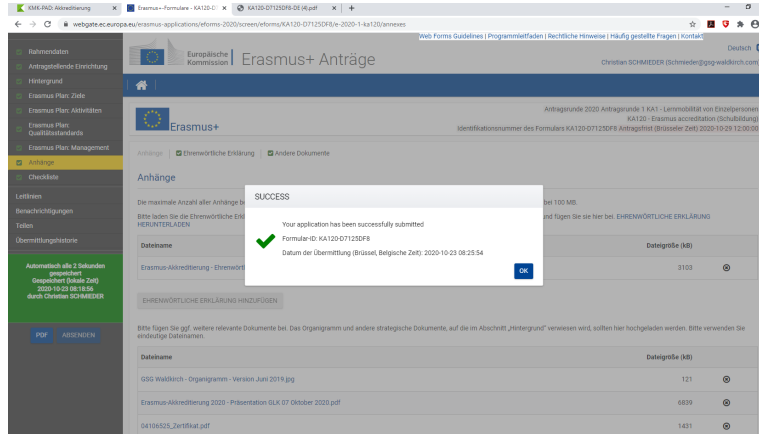 KMK-PAD: Akkreditierung
Erasmus+-Formulare - KA120-D71
KA120-D7125DF8-DE (4).pdf
webgate.ec.europa.eu/erasmus-applications/eforms-2020/screen/eforms/KA120-D7125DF8/e-2020-1-ka120/annexes
Web Forms Guidelines | Programmleitfaden | Rechtliche Hinweise | Häufig gestellte Fragen | Kontakt
Deutsch
Europäische
Kommission
Erasmus+ Anträge
Christian SCHMIEDER (Schmieder@gsg-waldkirch.com
Rahmendaten
Antragstellende Einrichtung
Hintergrund
Erasmus Plan: Ziele
Erasmus Plan: Aktivitäten
Erasmus Plan:
Qualitätsstandards
Erasmus Plan: Management
Anhänge
Checkliste
Leitlinien
Benachrichtigungen
Teilen
Übermittlungshistorie
Automatisch alle 2 Sekunden
gespeichert
Gespeichert (lokale Zeit)
2020-10-23 08:18:56
durch Christian SCHMIEDER
PDF ABSENDEN
Erasmus+
Antragsrunde 2020 Antragsrunde 1 KA1 - Lernmobilität von Einzelpersonen
KA120 - Erasmus accreditation (Schulbildung)
Identifikationsnummer des Formulars KA120-D7125DF8 Antragsfrist (Brüsseler Zeit) 2020-10-29 12:00:00
Anhänge Ehrenwörtliche Erklärung Andere Dokumente
Anhänge
Die maximale Anzahl aller Anhänge b
bei 100 MB.
Bitte laden Sie die Ehrenwörtliche Erkl
und fügen Sie sie hier bei. EHRENWÖRTLICHE ERKLÄRUNG
HERUNTERLADEN
SUCCESS
Your application has been successfully submitted
Formular-ID: KA120-D7125DF8
Datum der Übermittlung (Brüssel, Belgische Zeit): 2020-10-23 08:25:54
OK
Dateiname Dateigröße (kB)
Erasmus-Akkreditierung - Ehrenwörtl 3103
EHRENWÖRTLICHE ERKLÄRUNG HINZUFÜGEN
Bitte fügen Sie ggf. weitere relevante Dokumente bei. Das Organigramm und andere strategische Dokumente, auf die im Abschnitt „Hintergrund" verwiesen wird, sollten hier hochgeladen werden. Bitte verwenden Sie
eindeutige Dateinamen.
Dateiname Dateigröße (kB)
GSG Waldkirch - Organigramm - Version Juni 2019.jpg 121
Erasmus-Akkreditierung 2020 - Präsentation GLK 07 Oktober 2020.pdf 6839
04106525_Zertifikat.pdf 1431